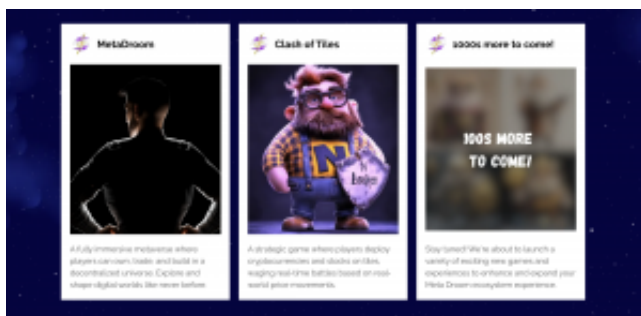 MetaDroom
A fully immersive metaverse where
players can own, trade, and build in a
decentralized universe. Explore and
shape digital worlds like never before.
Clash of Tiles
N
A strategic game where players deploy
cryptocurrencies and stocks on tiles,
waging real-time battles based on real-
world price movements.
1000s more to come!
100S MORE
TO COME!
Stay tuned! We're about to launch a
variety of exciting new games and
experiences to enhance and expand your
Meta Droom ecosystem experience.